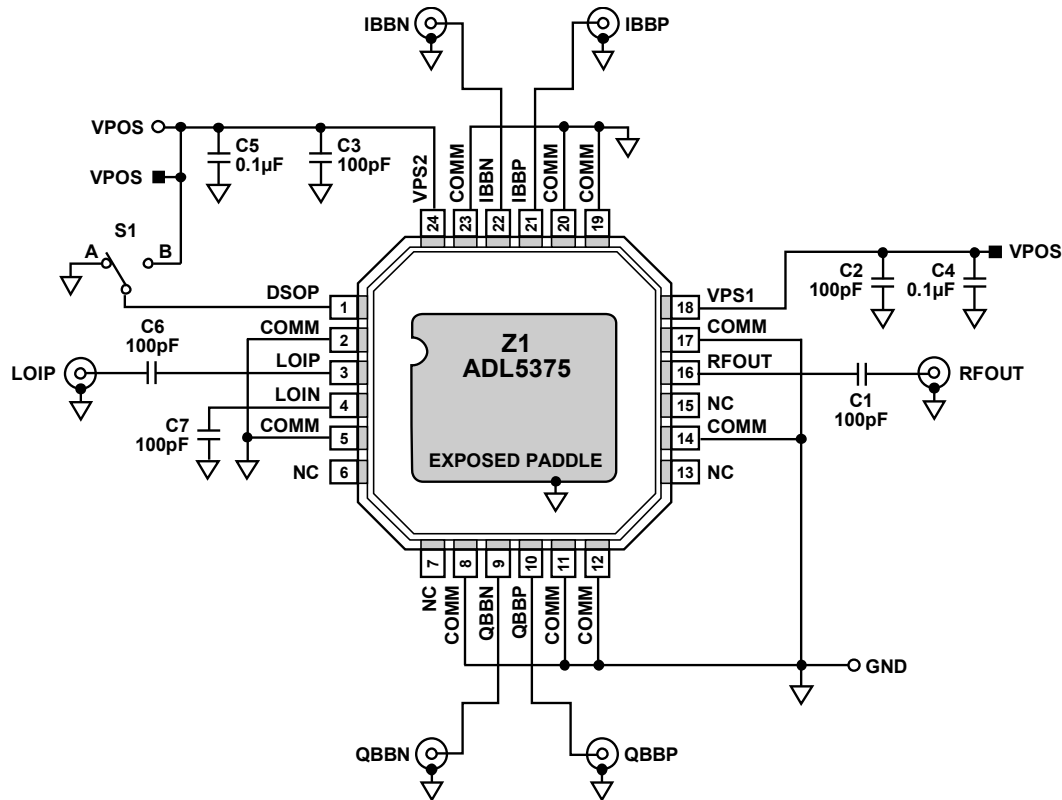 IBBN
IBBP
VPOS
C5
0.1µF
C3
100pF
VPOS
VPS2
COMM
IBBN
IBBP
COMM
COMM
24
23
22
21
20
19
S1
A
B
VPOS
C2
100pF
C4
0.1µF
DSOP
1
18
VPS1
COMM
2
17
COMM
C6
100pF
LOIP
LOIP
3
Z1
ADL5375
16
RFOUT
RFOUT
C1
100pF
LOIN
4
15
NC
C7
100pF
COMM
5
14
COMM
NC
6
EXPOSED PADDLE
13
NC
7
8
9
10
11
12
NC
COMM
QBBN
QBBP
COMM
COMM
GND
QBBN
QBBP